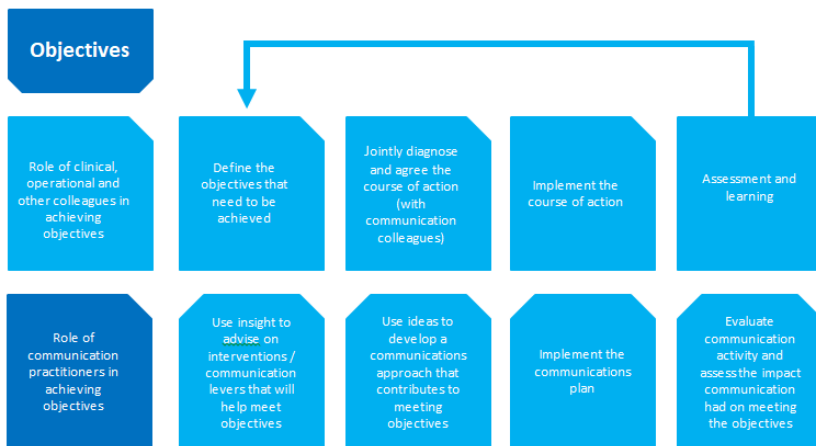 Objectives
Role of clinical,
operational and
other colleagues in
achieving
objectives
Define the
objectives that
need to be
achieved
Jointly diagnose
and agree the
course of action
(with
communication
colleagues)
Implement the
course of action
Assessment and
learning
Role of
communication
practitioners in
achieving
objectives
Use insight to
advise on
interventions /
communication
levers that will
help meet
objectives
Use ideas to
develop a
communications
approach that
contributes to
meeting
objectives
Implement the
communications
plan
Evaluate
communication
activity and
assess the impact
communication
had on meeting
the objectives